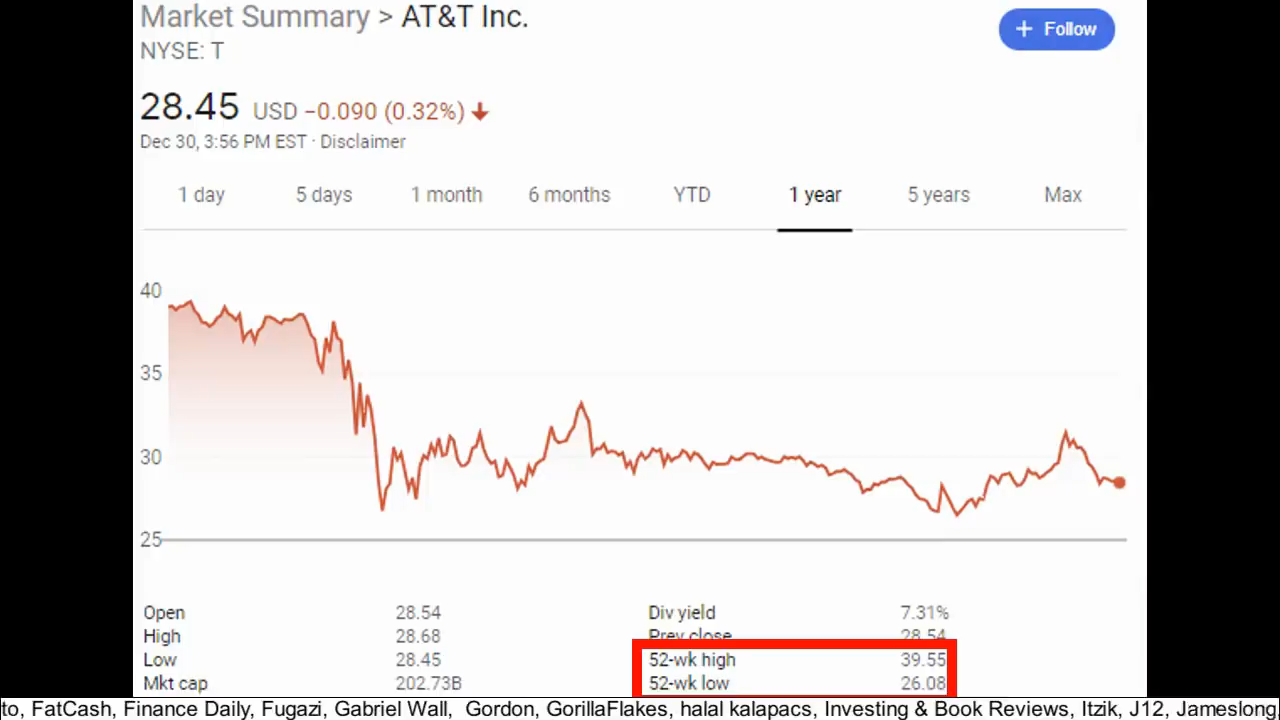 Market Summary > AT&T Inc.
+ Follow
NYSE: T
28.45 USD −0.090 (0.32%)
Dec 30, 3:56 PM EST · Disclaimer
1 day 5 days 1 month 6 months YTD 1 year 5 years Max
40
35
30
25
Open 28.54 Div yield 7.31%
High 28.68 Prev close 28.54
Low 28.45 52-wk high 39.55
Mkt cap 202.73B 52-wk low 26.08
to, FatCash, Finance Daily, Fugazi, Gabriel Wall, Gordon, GorillaFlakes, halal kalapacs, Investing & Book Reviews, Itzik, J12, Jameslong